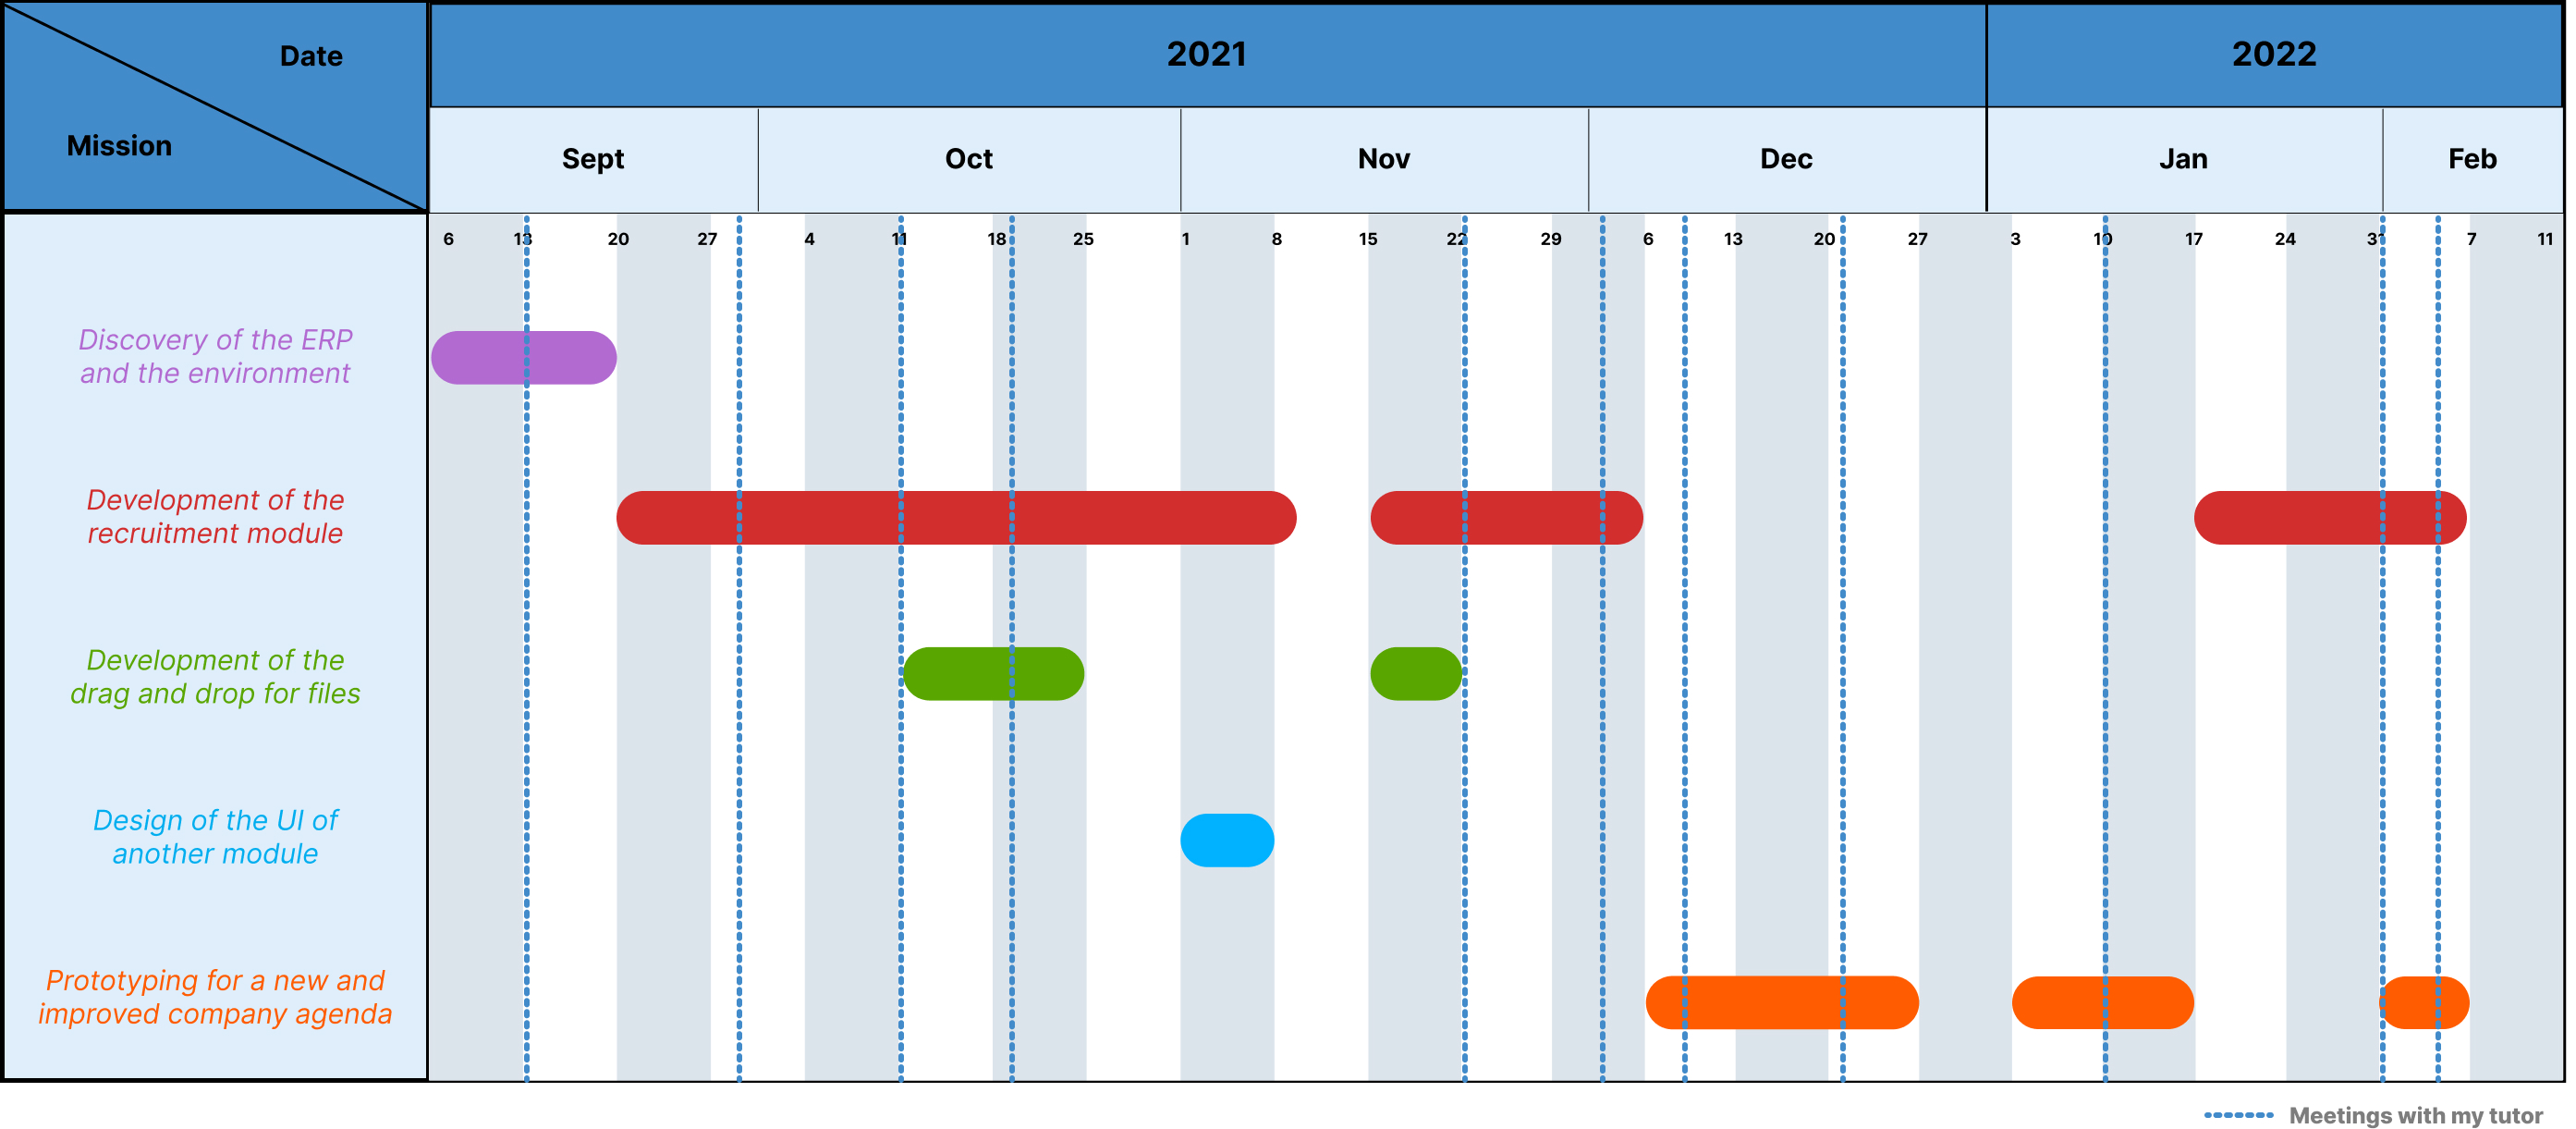 Date
Mission
2021
2022
Sept
Oct
Nov
Dec
Jan
Feb
6 13 20 27 4 11 18 25 1 8 15 22 29 6 13 20 27 3 10 17 24 31 7 11
Discovery of the ERP
and the environment
Development of the
recruitment module
Development of the
drag and drop for files
Design of the UI of
another module
Prototyping for a new and
improved company agenda
Meetings with my tutor